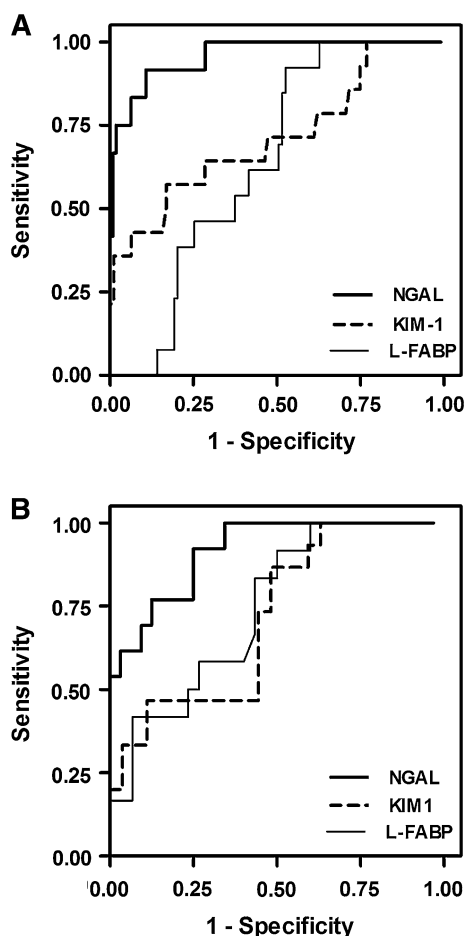 A
1.00
0.75
0.50
0.25
0.00
Sensitivity
NGAL
KIM-1
L-FABP
0.00 0.25 0.50 0.75 1.00
1 - Specificity
B
1.00
0.75
0.50
0.25
0.00
Sensitivity
NGAL
KIM1
L-FABP
0.00 0.25 0.50 0.75 1.00
1 - Specificity